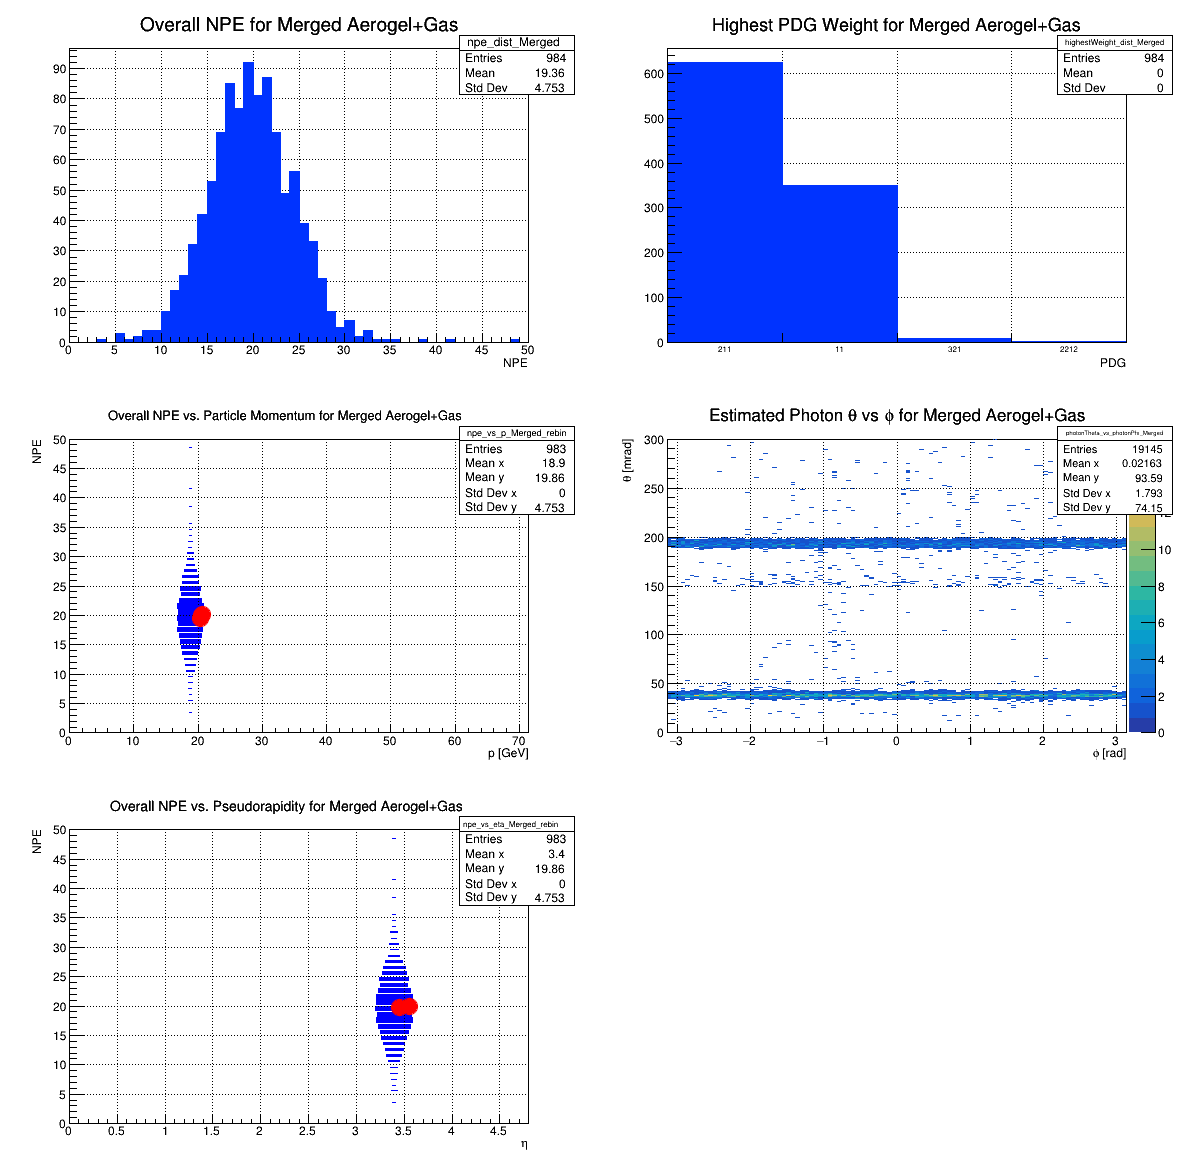 Overall NPE for Merged Aerogel+Gas
npe_dist_Merged
Entries 984
Mean 19.36
Std Dev 4.753
90
80
70
60
50
40
30
20
10
0
0 5 10 15 20 25 30 35 40 45 50
NPE
Highest PDG Weight for Merged Aerogel+Gas
highestWeight_dist_Merged
Entries 984
Mean 0
Std Dev 0
600
500
400
300
200
100
0
211 11 321 2212
PDG
Overall NPE vs. Particle Momentum for Merged Aerogel+Gas
npe_vs_p_Merged_rebin
Entries 983
Mean x 18.9
Mean y 19.86
Std Dev x 0
Std Dev y 4.753
NPE
50
45
40
35
30
25
20
15
10
5
0
0 10 20 30 40 50 60 70
p [GeV]
Estimated Photon θ vs ϕ for Merged Aerogel+Gas
photonTheta_vs_photonPhi_Merged
Entries 19145
Mean x 0.02163
Mean y 93.59
Std Dev x 1.793
Std Dev y 74.15
θ [mrad]
300
250
200
150
100
50
0
−3 −2 −1 0 1 2 3
ϕ [rad]
10
8
6
4
2
0
Overall NPE vs. Pseudorapidity for Merged Aerogel+Gas
npe_vs_eta_Merged_rebin
Entries 983
Mean x 3.4
Mean y 19.86
Std Dev x 0
Std Dev y 4.753
NPE
50
45
40
35
30
25
20
15
10
5
0
0 0.5 1 1.5 2 2.5 3 3.5 4 4.5
η